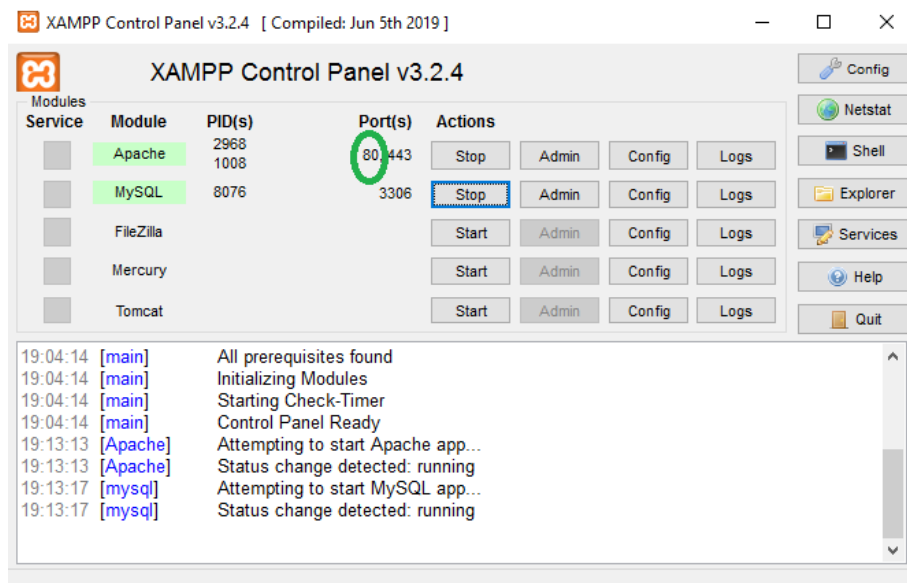 XAMPP Control Panel v3.2.4 [ Compiled: Jun 5th 2019 ]
XAMPP Control Panel v3.2.4
Config
Modules
Service Module PID(s) Port(s) Actions
Netstat
Apache 2968 1008 80, 443 Stop Admin Config Logs
Shell
MySQL 8076 3306 Stop Admin Config Logs
Explorer
FileZilla Start Admin Config Logs
Services
Mercury Start Admin Config Logs
Help
Tomcat Start Admin Config Logs
Quit
19:04:14 [main] All prerequisites found
19:04:14 [main] Initializing Modules
19:04:14 [main] Starting Check-Timer
19:04:14 [main] Control Panel Ready
19:13:13 [Apache] Attempting to start Apache app...
19:13:13 [Apache] Status change detected: running
19:13:17 [mysql] Attempting to start MySQL app...
19:13:17 [mysql] Status change detected: running